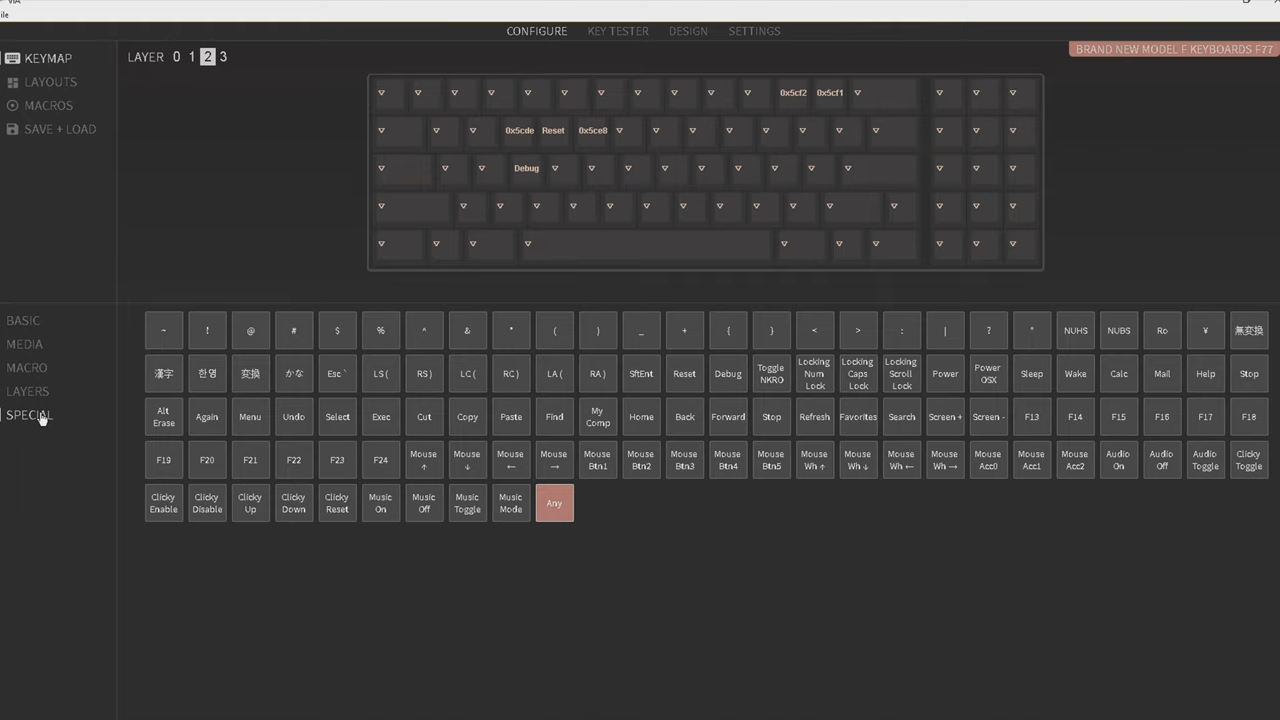 VIA
ile
CONFIGURE KEY TESTER DESIGN SETTINGS
BRAND NEW MODEL F KEYBOARDS F77
KEYMAP
LAYOUTS
MACROS
SAVE + LOAD
LAYER 0 1 2 3
▽ ▽ ▽ ▽ ▽ ▽ ▽ ▽ ▽ ▽ ▽ 0x5cf2 0x5cf1 ▽ ▽ ▽ ▽
▽ ▽ ▽ 0x5cde Reset 0x5ce8 ▽ ▽ ▽ ▽ ▽ ▽ ▽ ▽ ▽ ▽ ▽
▽ ▽ ▽ Debug ▽ ▽ ▽ ▽ ▽ ▽ ▽ ▽ ▽ ▽ ▽ ▽
▽ ▽ ▽ ▽ ▽ ▽ ▽ ▽ ▽ ▽ ▽ ▽ ▽ ▽ ▽ ▽
▽ ▽ ▽ ▽ ▽ ▽ ▽ ▽ ▽ ▽
BASIC
MEDIA
MACRO
LAYERS
SPECIAL
~ ! @ # $ % ^ & * ( ) _ + { } < > : | ? " NUHS NUBS Ro ¥ 無変換
漢字 한영 変換 かな Esc ` LS ( RS ) LC ( RC ) LA ( RA ) SftEnt Reset Debug Toggle NKRO Locking Num Lock Locking Caps Lock Locking Scroll Lock Power Power OSX Sleep Wake Calc Mail Help Stop
Alt Erase Again Menu Undo Select Exec Cut Copy Paste Find My Comp Home Back Forward Stop Refresh Favorites Search Screen + Screen - F13 F14 F15 F16 F17 F18
F19 F20 F21 F22 F23 F24 Mouse ↑ Mouse ↓ Mouse ← Mouse → Mouse Btn1 Mouse Btn2 Mouse Btn3 Mouse Btn4 Mouse Btn5 Mouse Wh ↑ Mouse Wh ↓ Mouse Wh ← Mouse Wh → Mouse Acc0 Mouse Acc1 Mouse Acc2 Audio On Audio Off Audio Toggle Clicky Toggle
Clicky Enable Clicky Disable Clicky Up Clicky Down Clicky Reset Music On Music Off Music Toggle Music Mode Any